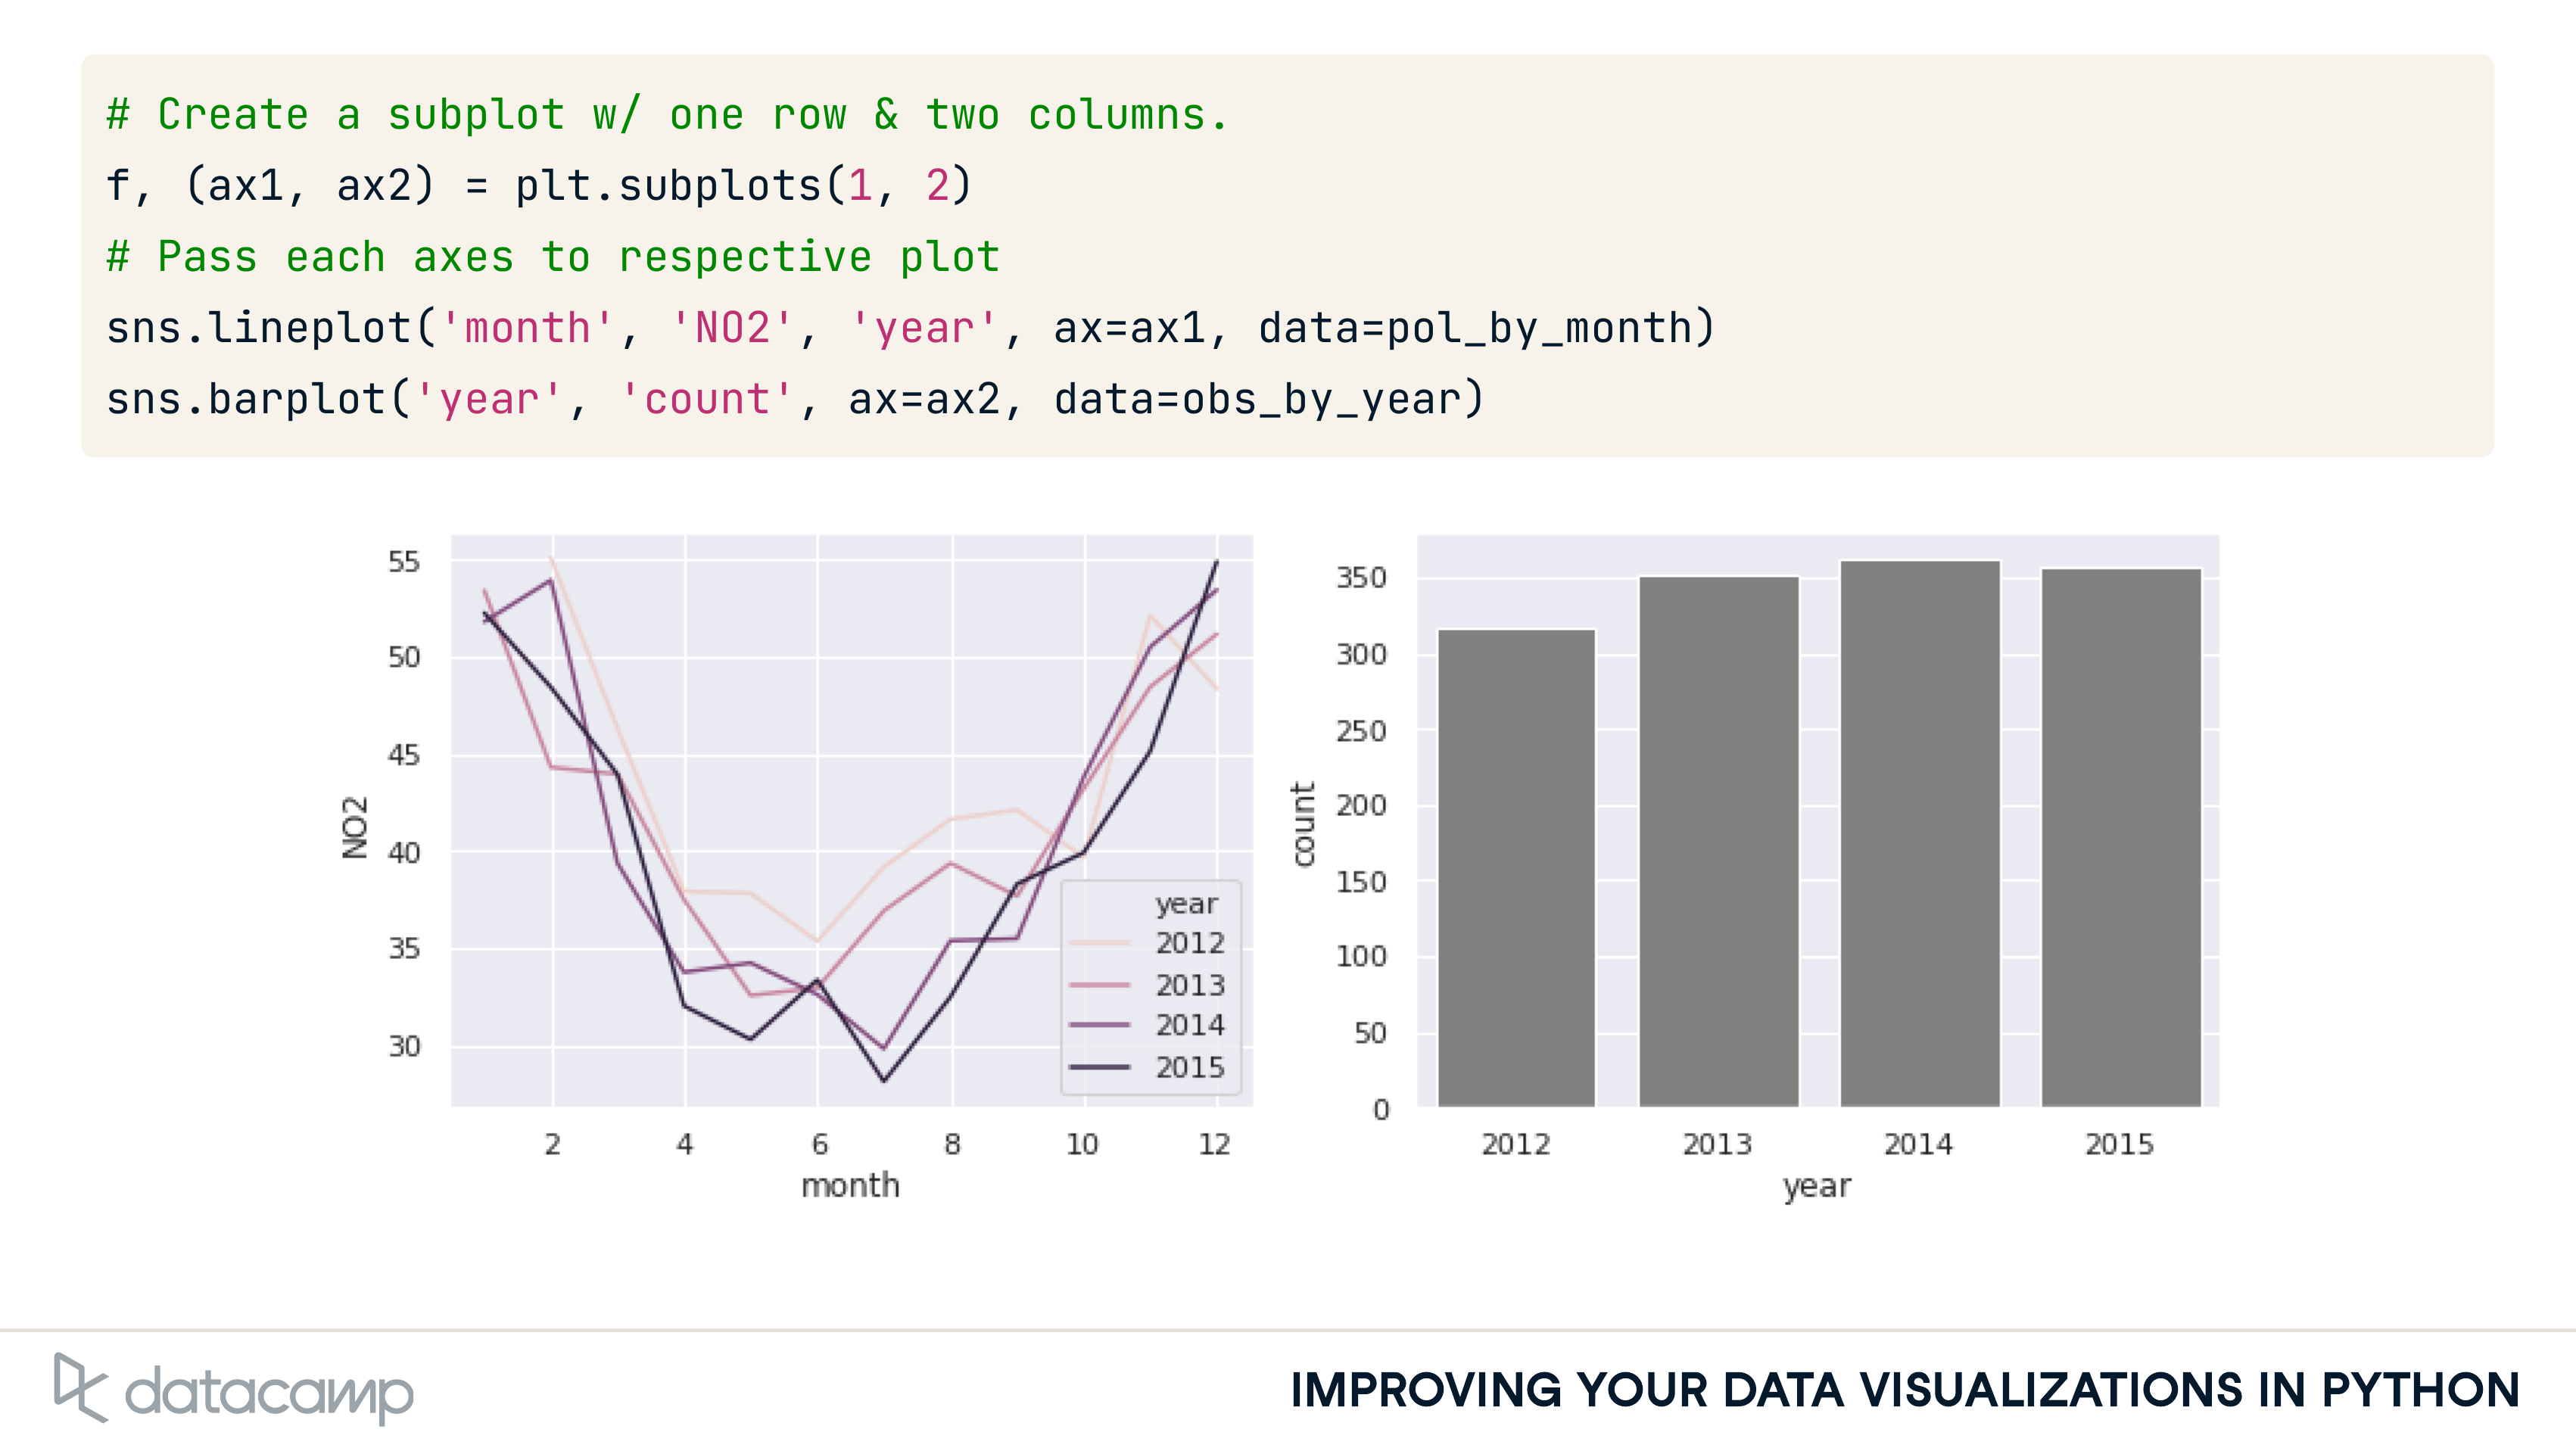 # Create a subplot w/ one row & two columns.
f, (ax1, ax2) = plt.subplots(1, 2)
# Pass each axes to respective plot
sns.lineplot('month', 'NO2', 'year', ax=ax1, data=pol_by_month)
sns.barplot('year', 'count', ax=ax2, data=obs_by_year)
55
50
45
40
35
30
NO2
2 4 6 8 10 12
month
year
2012
2013
2014
2015
350
300
250
200
150
100
50
0
count
2012 2013 2014 2015
year
datacamp
IMPROVING YOUR DATA VISUALIZATIONS IN PYTHON